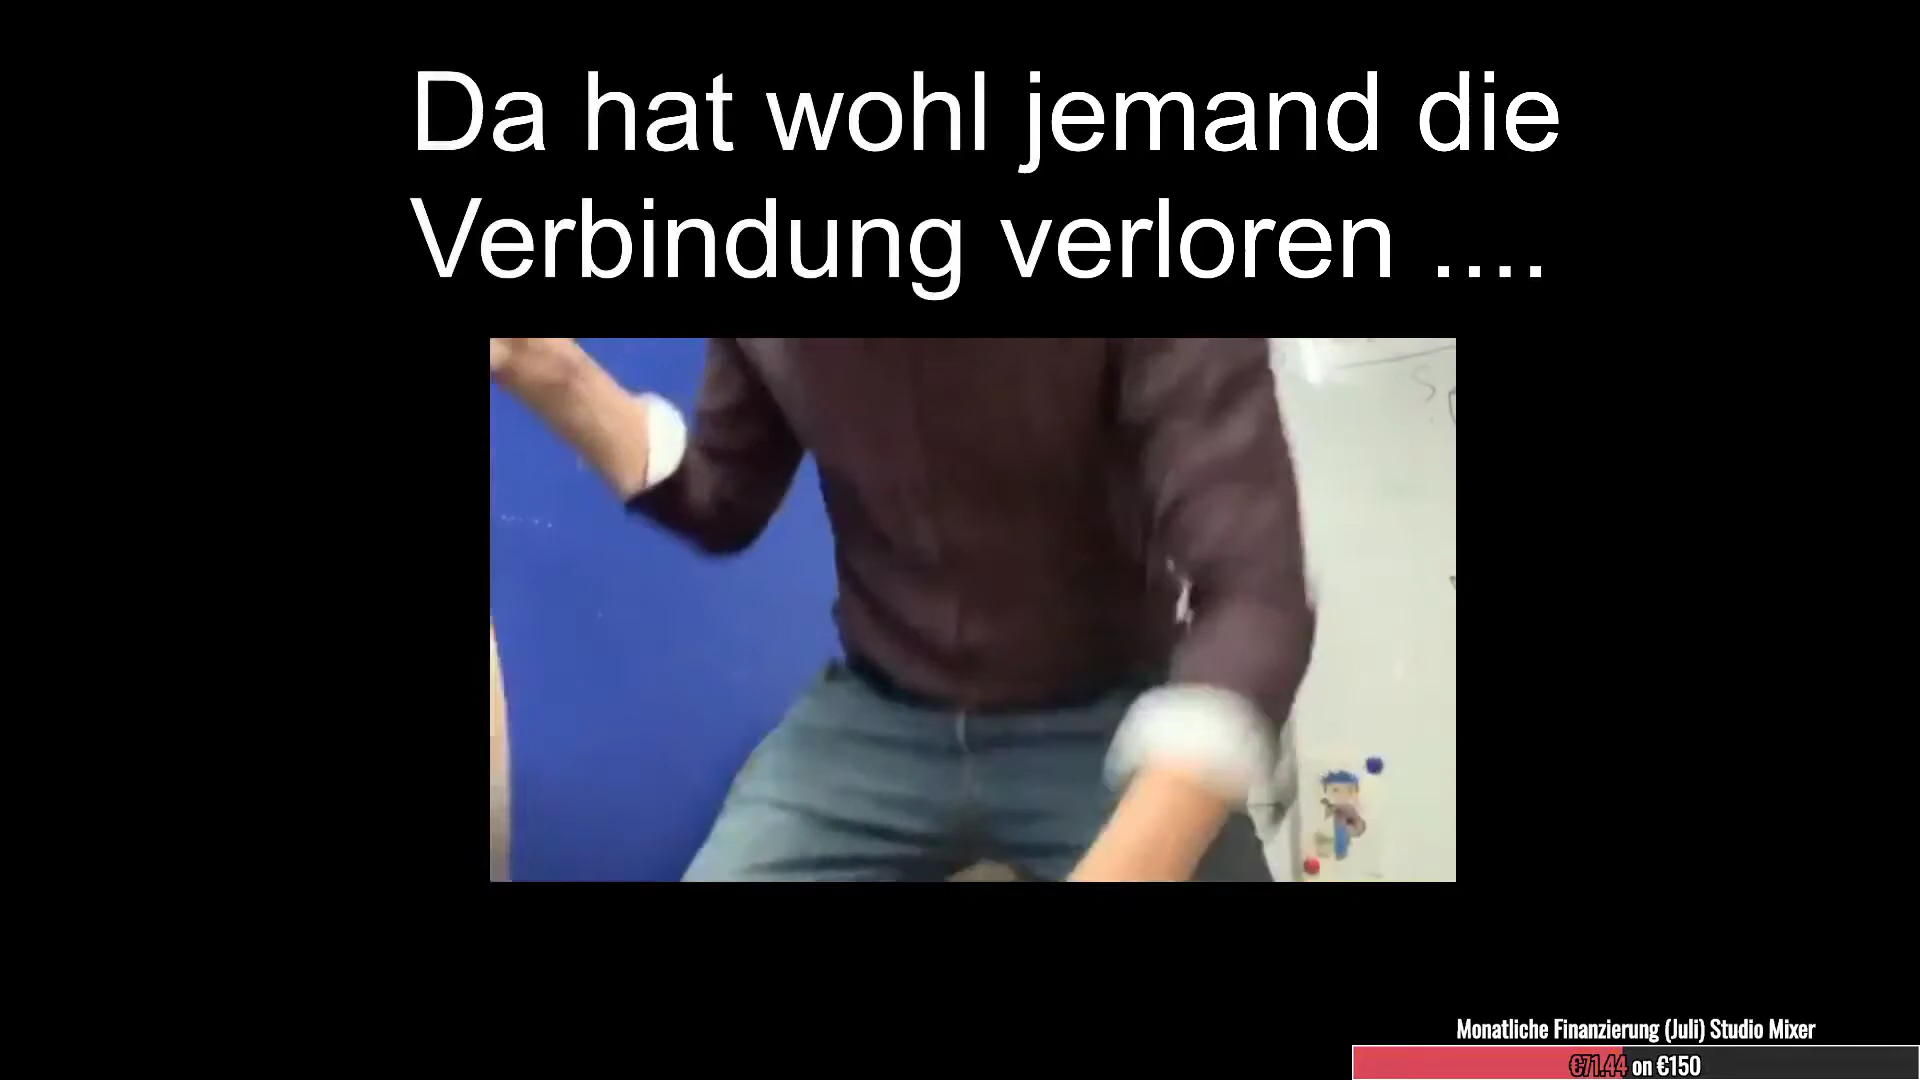 Da hat wohl jemand die
Verbindung verloren ....
Monatliche Finanzierung (Juli) Studio Mixer
€71.44 on €150